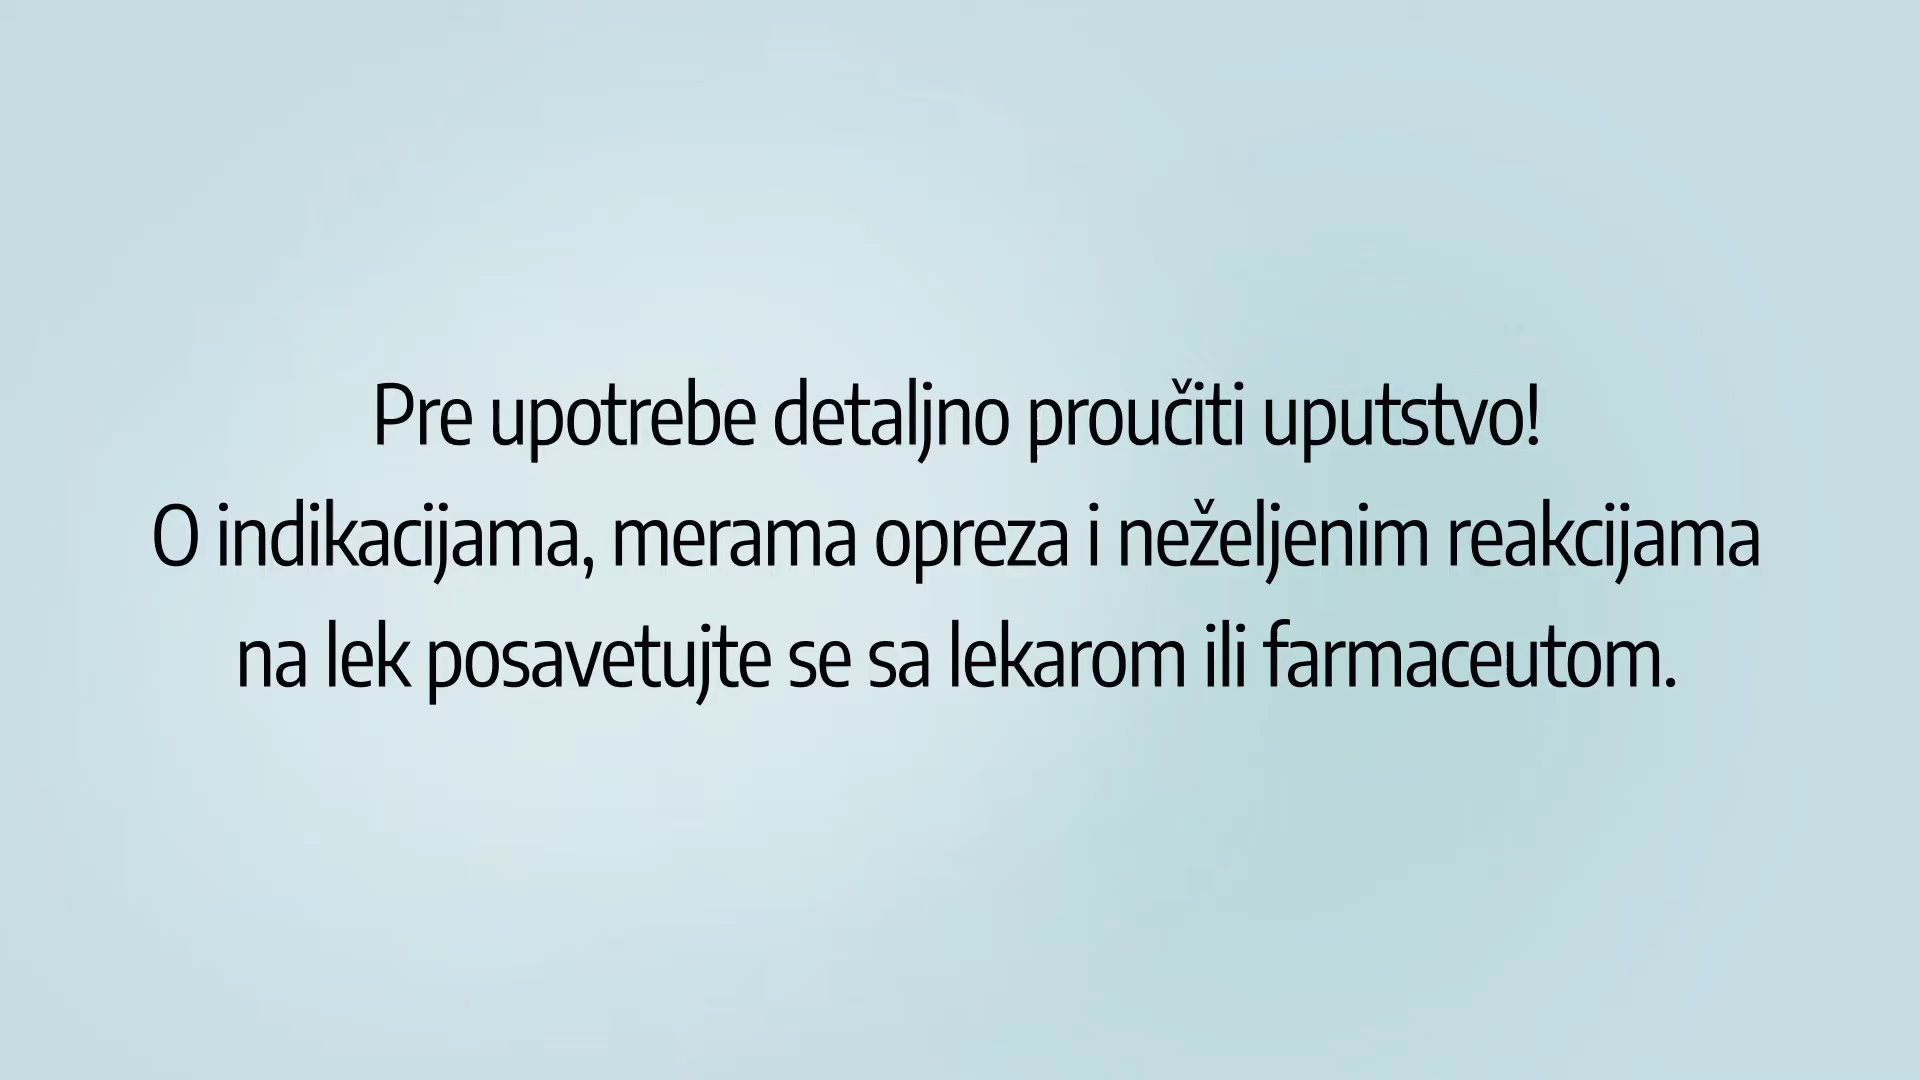 Pre upotrebe detaljno proučiti uputstvo!
O indikacijama, merama opreza i neželjenim reakcijama
na lek posavetujte se sa lekarom ili farmaceutom.